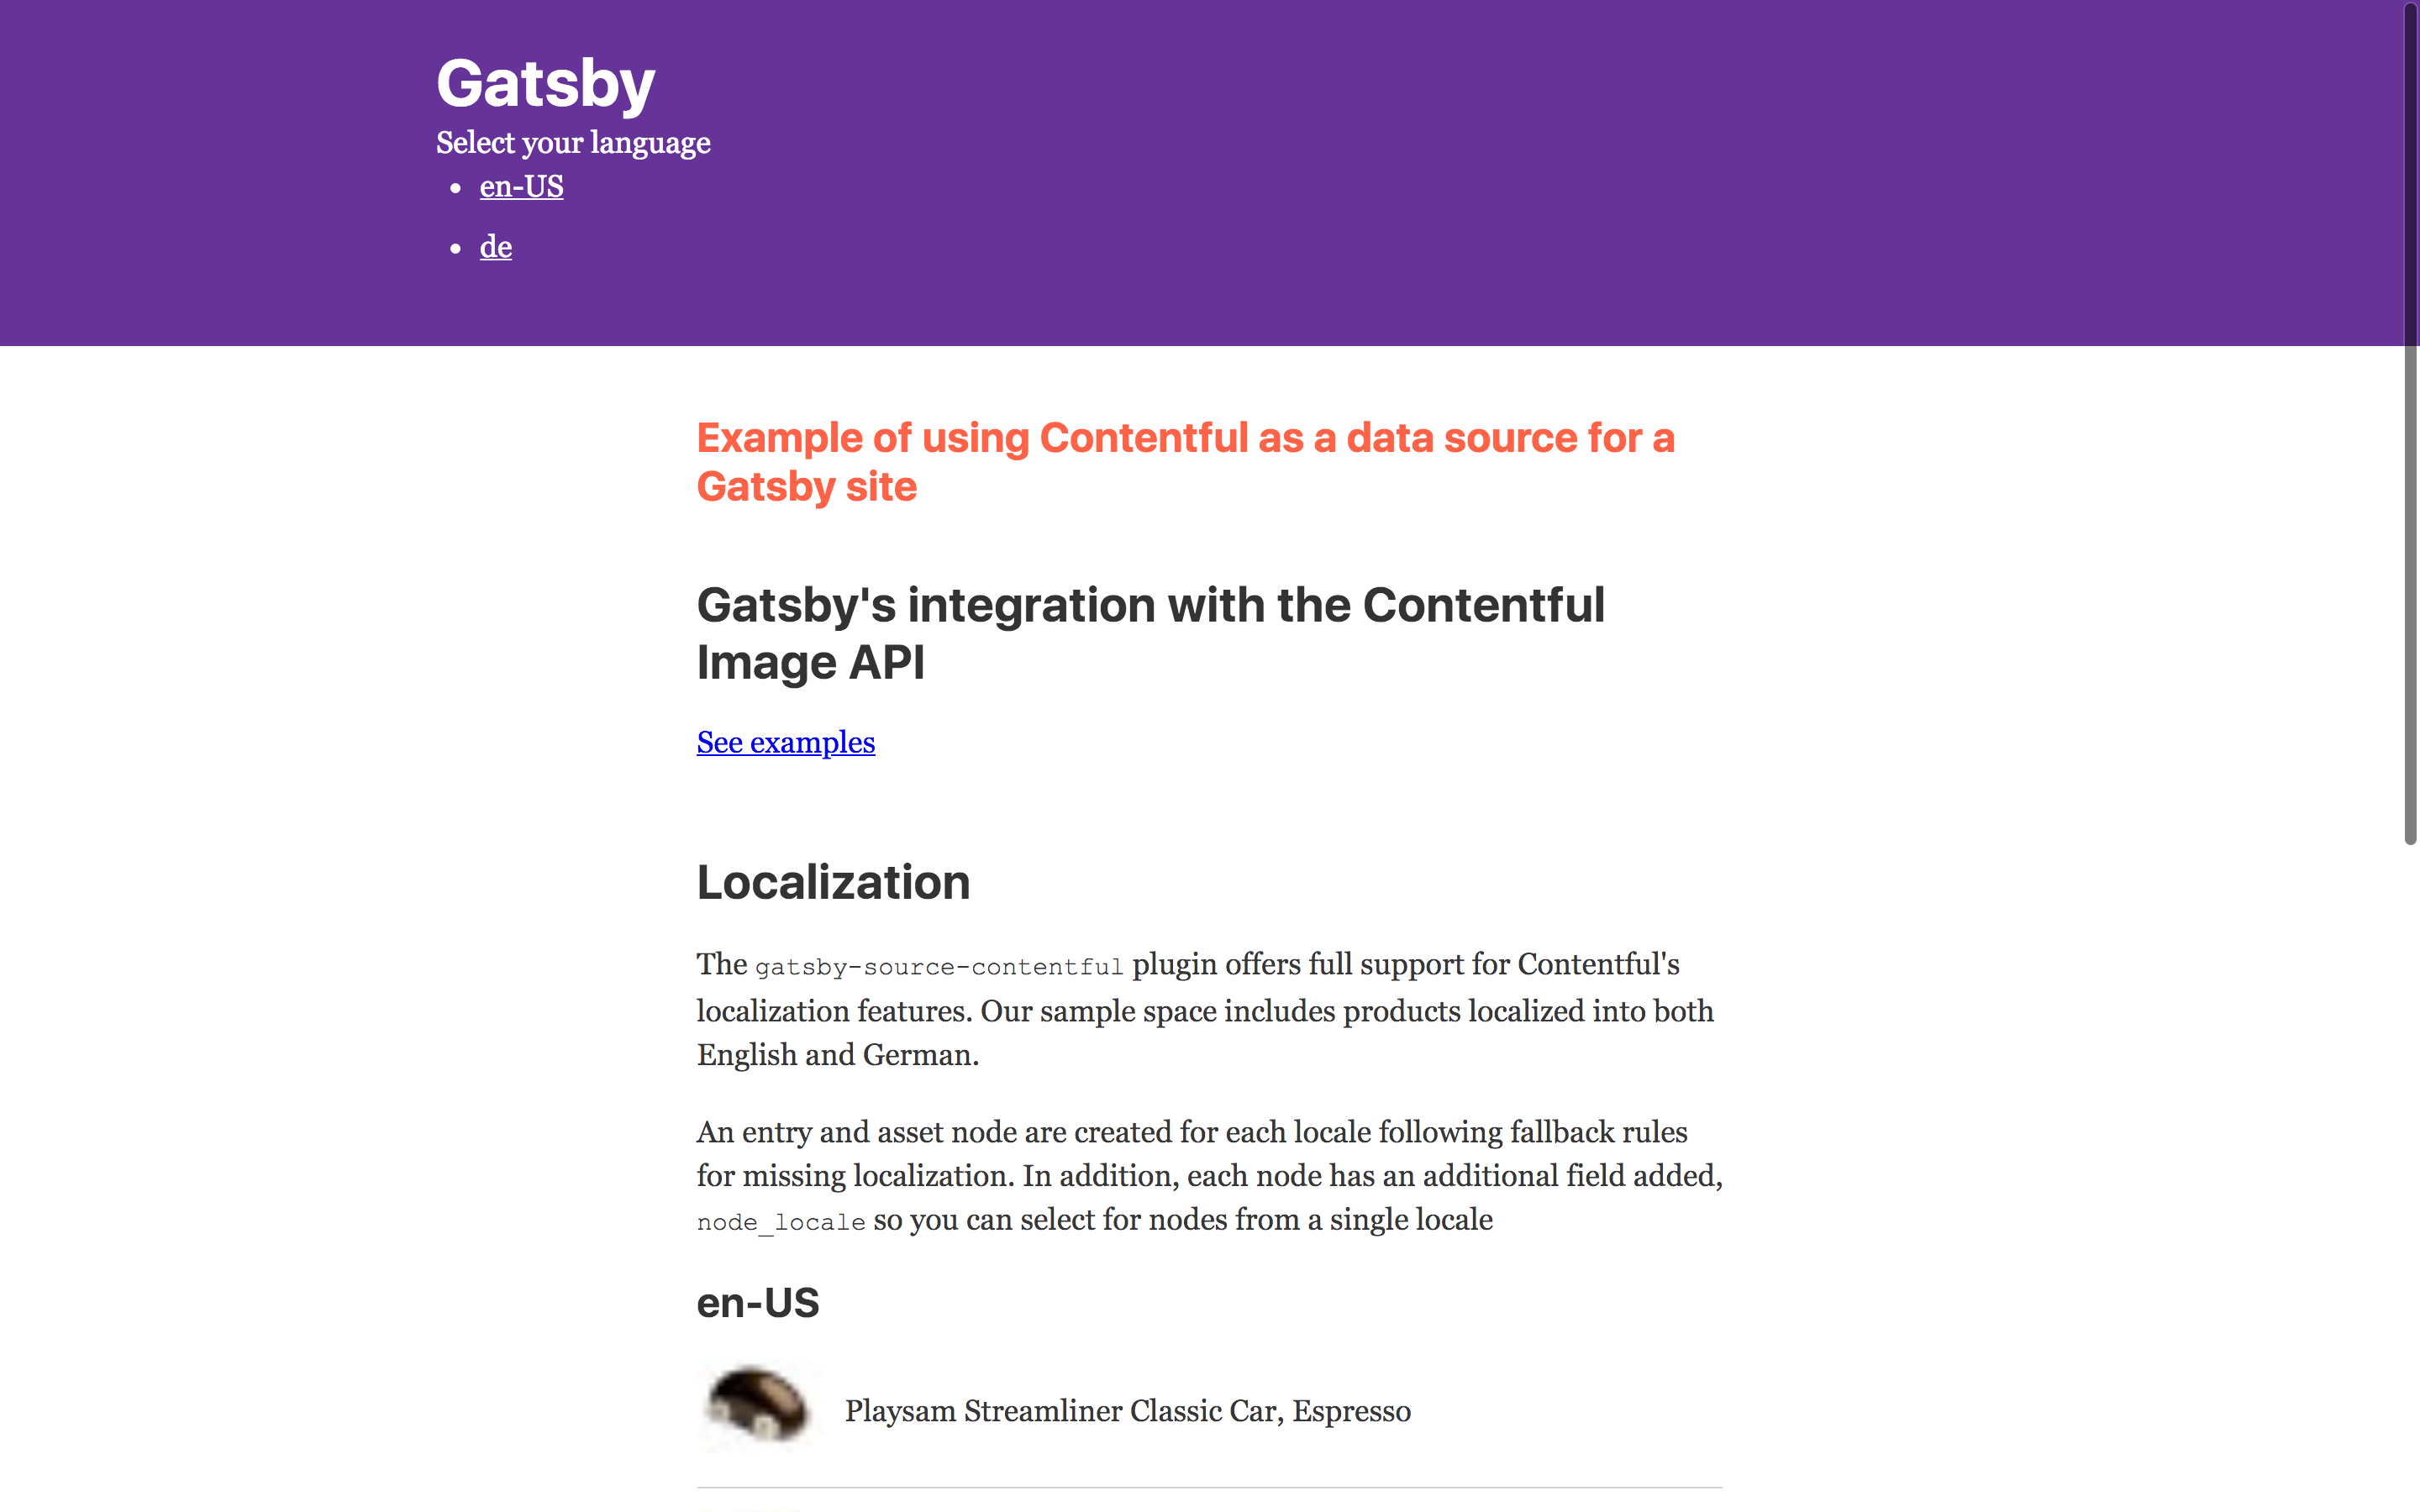 Gatsby
Select your language
en-US
de
Example of using Contentful as a data source for a
Gatsby site
Gatsby's integration with the Contentful
Image API
See examples
Localization
The gatsby-source-contentful plugin offers full support for Contentful's
localization features. Our sample space includes products localized into both
English and German.
An entry and asset node are created for each locale following fallback rules
for missing localization. In addition, each node has an additional field added,
node_locale so you can select for nodes from a single locale
en-US
Playsam Streamliner Classic Car, Espresso